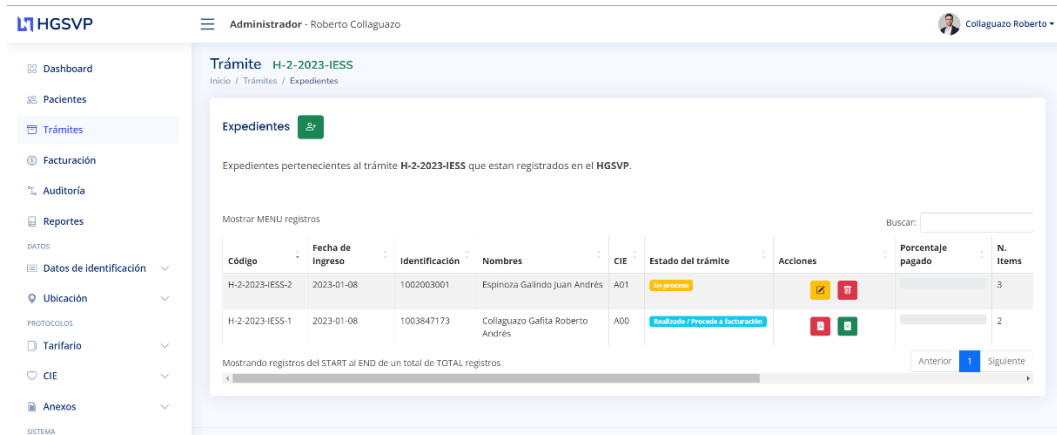 HGSVP
Administrador - Roberto Collaguazo
Collaguazo Roberto
Dashboard
Pacientes
Trámites
Facturación
Auditoría
Reportes
DATOS
Datos de identificación
Ubicación
PROTOCOLOS
Tarifario
CIE
Anexos
SISTEMA
Trámite H-2-2023-IESS
Inicio / Trámites / Expedientes
Expedientes
Expedientes pertenecientes al trámite H-2-2023-IESS que estan registrados en el HGSVP.
Mostrar MENU registros
Buscar:
Código Fecha de ingreso Identificación Nombres CIE Estado del trámite Acciones Porcentaje pagado N. Items
H-2-2023-IESS-2 2023-01-08 1002003001 Espinoza Galindo Juan Andrés A01 En proceso 3
H-2-2023-IESS-1 2023-01-08 1003847173 Collaguazo Gafita Roberto Andrés A00 Realizado / Procede a facturación 2
Mostrando registros del START al END de un total de TOTAL registros
Anterior 1 Siguiente